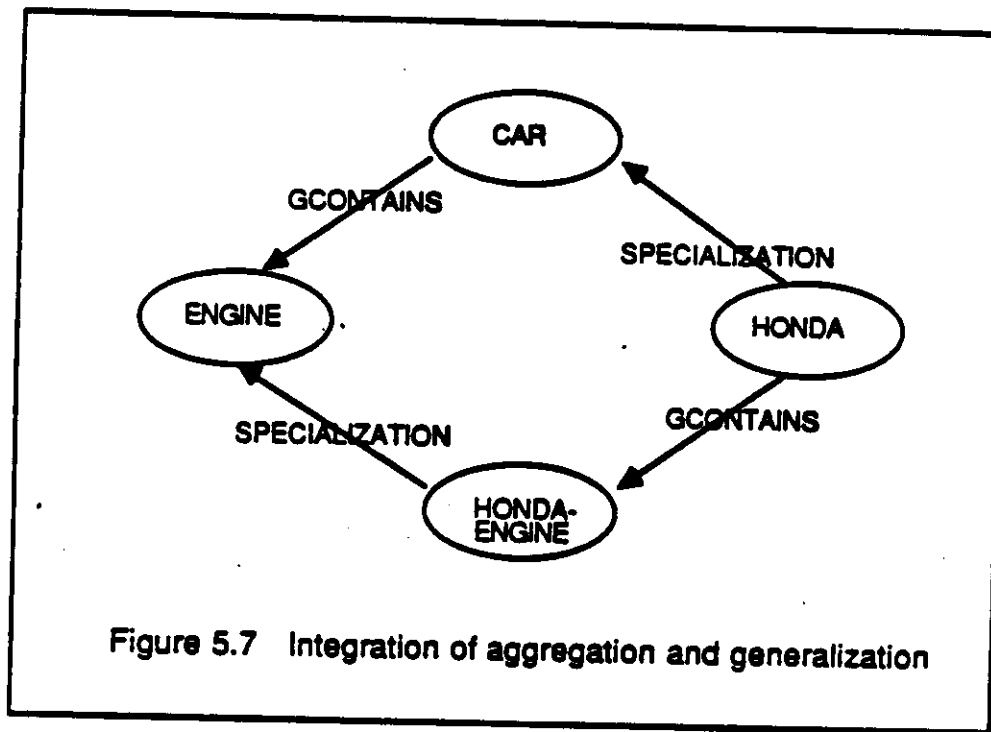 CAR
GCONTAINS
SPECIALIZATION
ENGINE
HONDA
SPECIALIZATION
GCONTAINS
HONDA-
ENGINE
Figure 5.7 Integration of aggregation and generalization